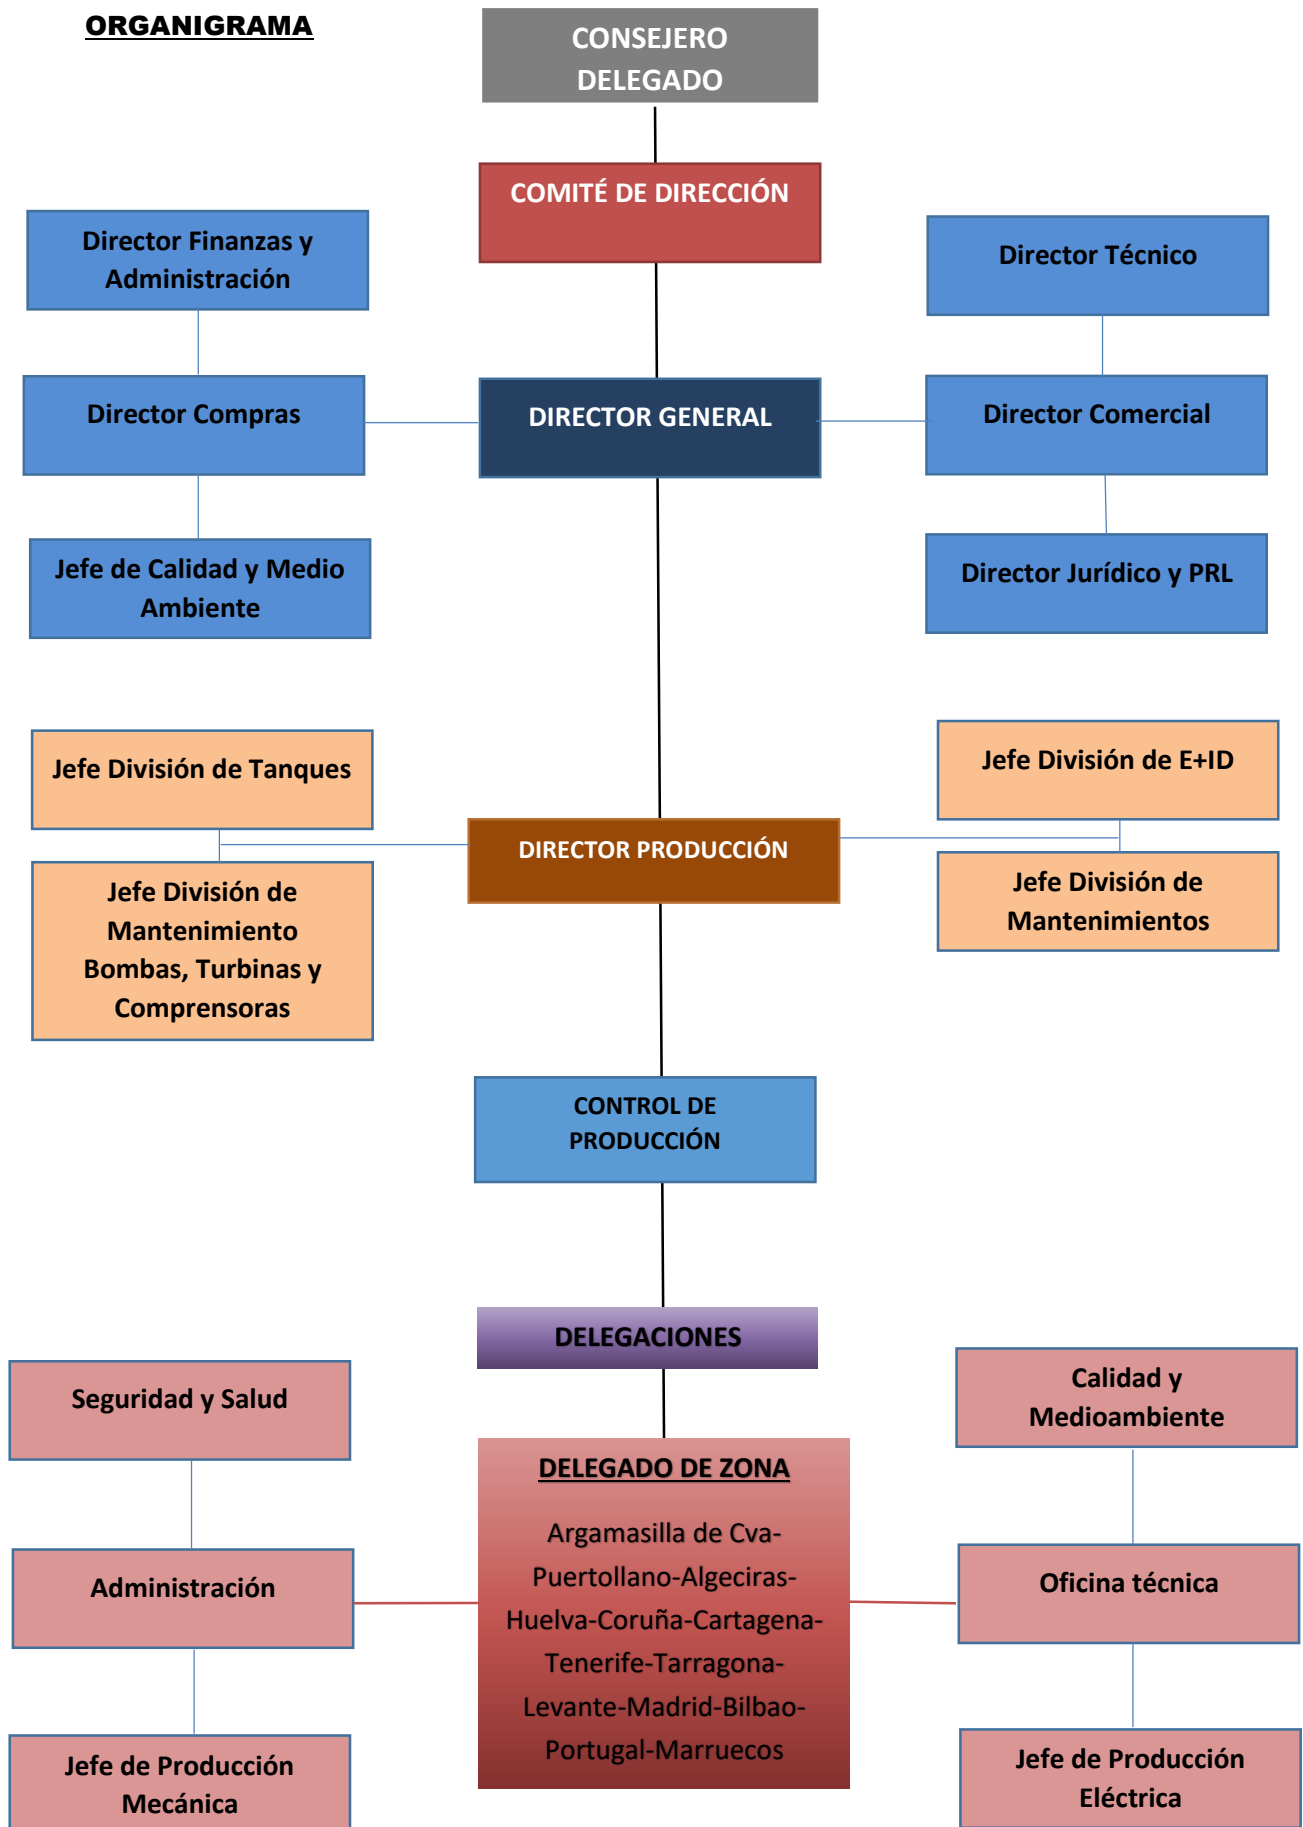 ORGANIGRAMA
CONSEJERO
DELEGADO
COMITÉ DE DIRECCIÓN
Director Finanzas y
Administración
Director Técnico
Director Compras
DIRECTOR GENERAL
Director Comercial
Jefe de Calidad y Medio
Ambiente
Director Jurídico y PRL
Jefe División de Tanques
Jefe División de E+ID
DIRECTOR PRODUCCIÓN
Jefe División de
Mantenimiento
Bombas, Turbinas y
Comprensoras
Jefe División de
Mantenimientos
CONTROL DE
PRODUCCIÓN
DELEGACIONES
Seguridad y Salud
Calidad y
Medioambiente
DELEGADO DE ZONA
Argamasilla de Cva-
Puertollano-Algeciras-
Huelva-Coruña-Cartagena-
Tenerife-Tarragona-
Levante-Madrid-Bilbao-
Portugal-Marruecos
Administración
Oficina técnica
Jefe de Producción
Mecánica
Jefe de Producción
Eléctrica